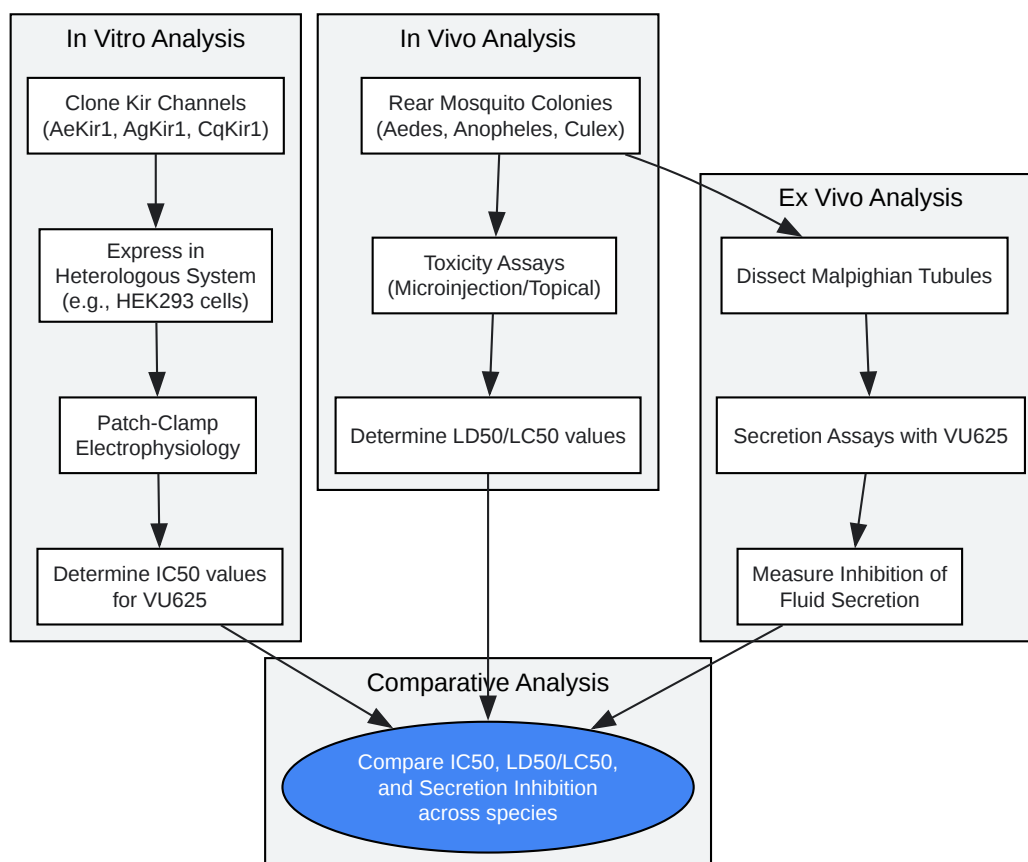 In Vitro Analysis
Clone Kir Channels
(AeKir1, AgKir1, CqKir1)
Express in
Heterologous System
(e.g., HEK293 cells)
Patch-Clamp
Electrophysiology
Determine IC50 values
for VU625
In Vivo Analysis
Rear Mosquito Colonies
(Aedes, Anopheles, Culex)
Toxicity Assays
(Microinjection/Topical)
Determine LD50/LC50 values
Ex Vivo Analysis
Dissect Malpighian Tubules
Secretion Assays with VU625
Measure Inhibition of
Fluid Secretion
Comparative Analysis
Compare IC50, LD50/LC50,
and Secretion Inhibition
across species